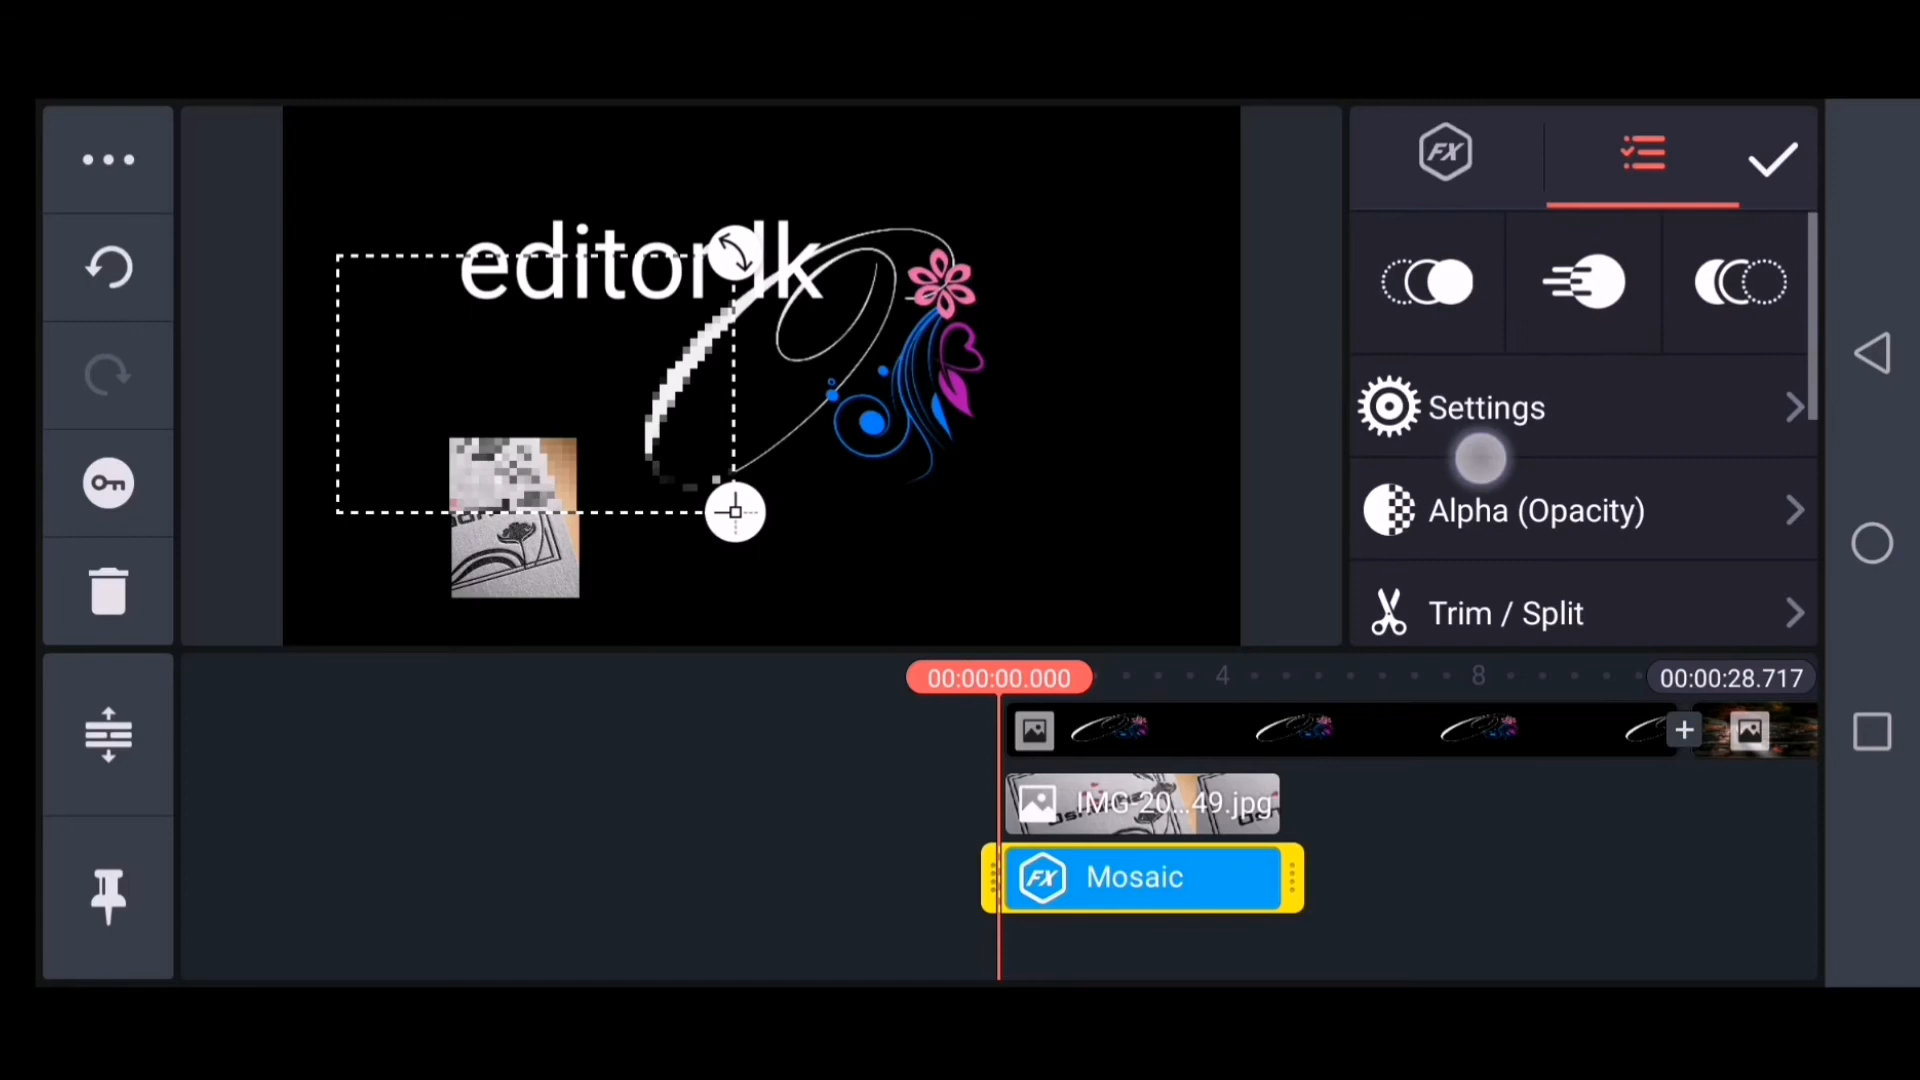 FX
editor lk
Settings
Alpha (Opacity)
Trim / Split
00:00:00.000
4
8
00:00:28.717
IMG-20...49.jpg
FX
Mosaic